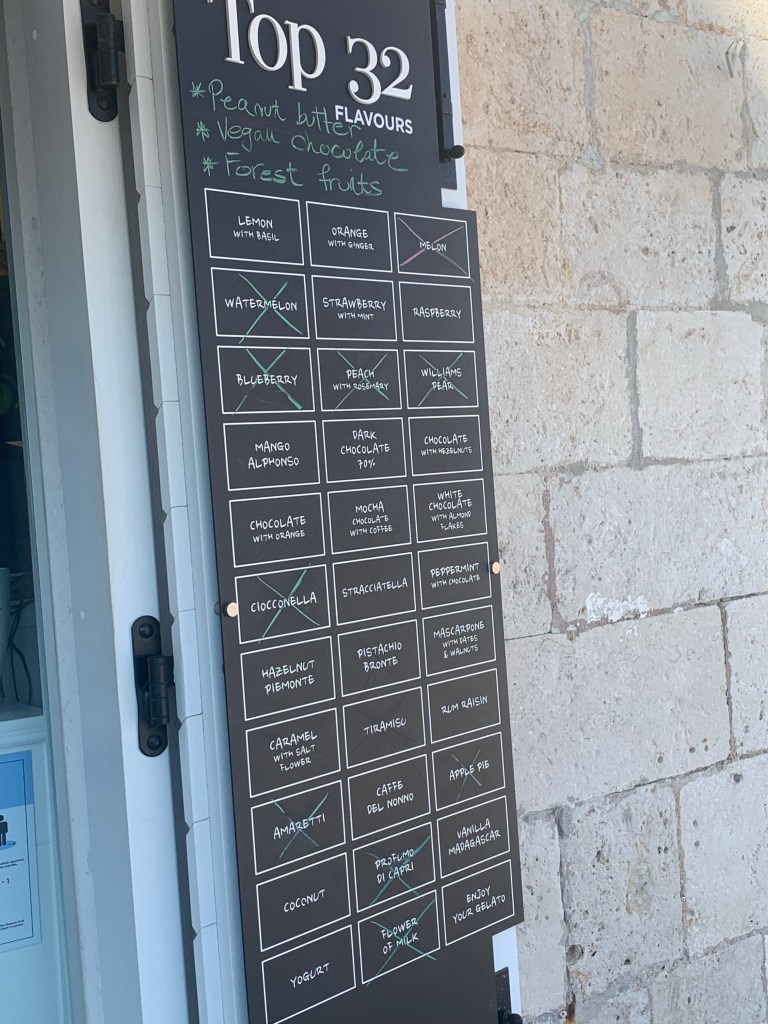 Top 32
FLAVOURS
* Peanut butter
* Vegan chocolate
* Forest fruits
LEMON
WITH BASIL
ORANGE
WITH GINGER
MELON
WATERMELON
STRAWBERRY
WITH MINT
RASPBERRY
BLUEBERRY
PEACH
WITH ROSEMARY
WILLIAMS
PEAR
MANGO
ALPHONSO
DARK
CHOCOLATE
70%
CHOCOLATE
WITH HEZELNUTS
CHOCOLATE
WITH ORANGE
MOCHA
CHOCOLATE
WITH COFFEE
WHITE
CHOCOLATE
WITH ALMOND
FLAKES
CIOCCONELLA
STRACCIATELLA
PEPPERMINT
WITH CHOCOLATE
HAZELNUT
PIEMONTE
PISTACHIO
BRONTE
MASCARPONE
WITH DATES
& WALNUTS
CARAMEL
WITH SALT
FLOWER
TIRAMISU
RUM RAISIN
AMARETTI
CAFFE
DEL NONNO
APPLE PIE
COCONUT
PROFUMO
DI CAPRI
VANILLA
MADAGASCAR
YOGURT
FLOWER
OF MILK
ENJOY
YOUR GELATO